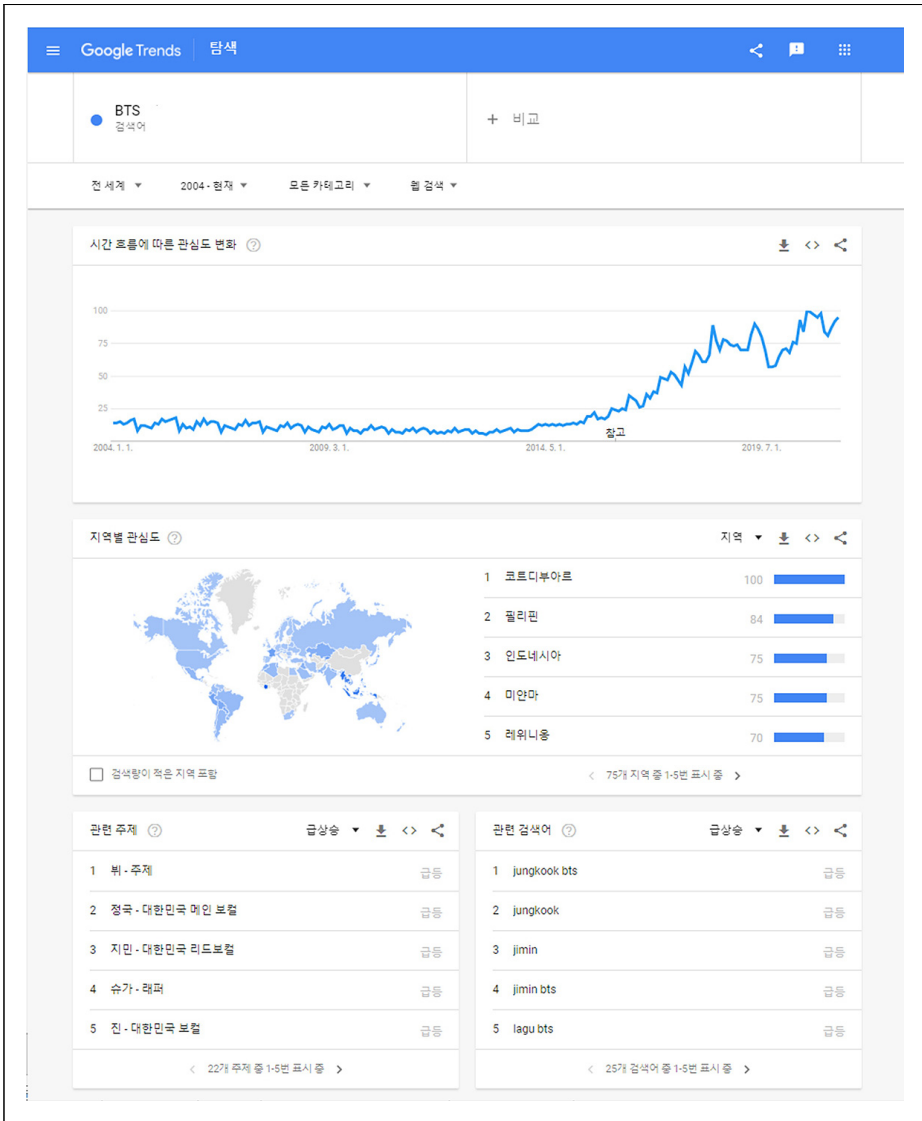 Google Trends 탐색
BTS
검색어
+ 비교
전 세계 2004 - 현재 모든 카테고리 웹 검색
시간 흐름에 따른 관심도 변화
100
75
50
25
참고
2004. 1. 1. 2009. 3. 1. 2014. 5. 1. 2019. 7. 1.
지역별 관심도 지역
1 코트디부아르 100
2 필리핀 84
3 인도네시아 75
4 미얀마 75
5 레위니옹 70
검색량이 적은 지역 포함
75개 지역 중 1-5번 표시 중
관련 주제 급상승
1 뷔 - 주제 급등
2 정국 - 대한민국 메인 보컬 급등
3 지민 - 대한민국 리드보컬 급등
4 슈가 - 래퍼 급등
5 진 - 대한민국 보컬 급등
22개 주제 중 1-5번 표시 중
관련 검색어 급상승
1 jungkook bts 급등
2 jungkook 급등
3 jimin 급등
4 jimin bts 급등
5 lagu bts 급등
25개 검색어 중 1-5번 표시 중